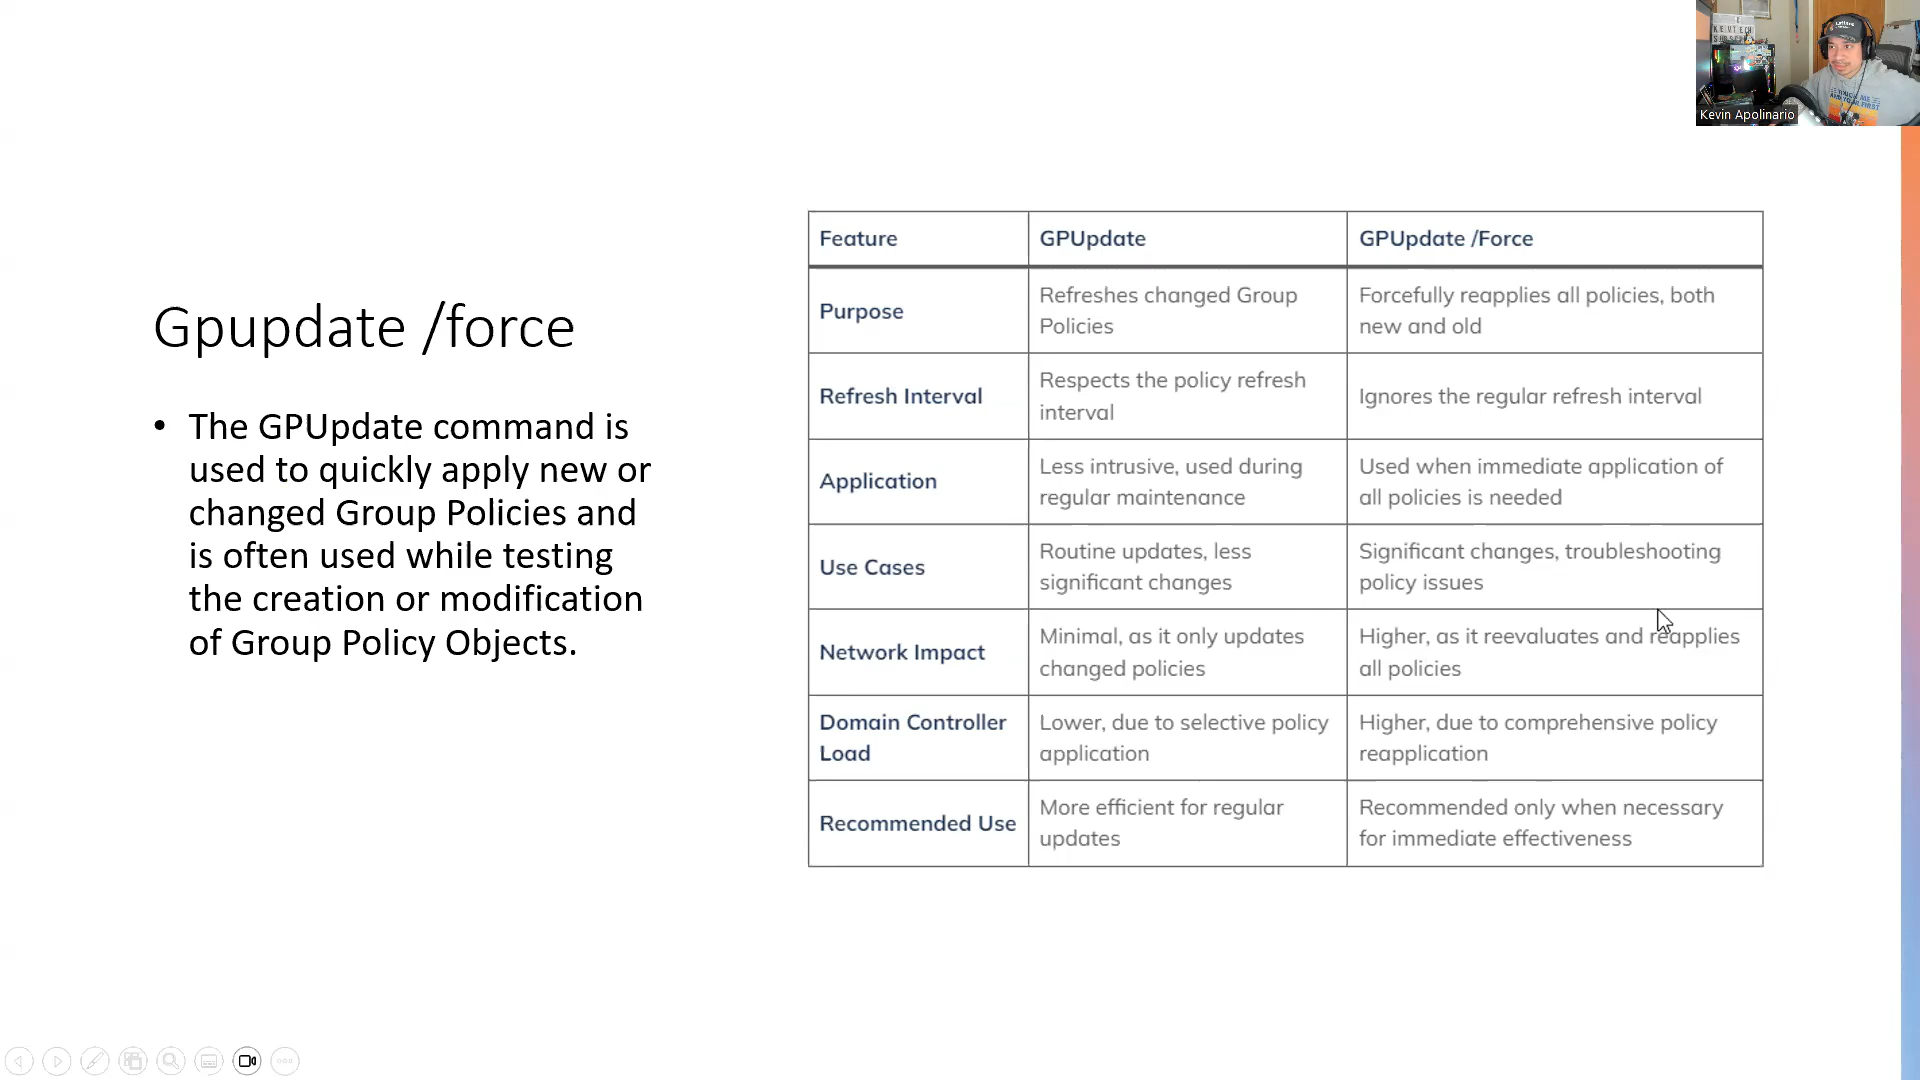 Kevin Apolinario
Gpupdate /force
• The GPUpdate command is
used to quickly apply new or
changed Group Policies and
is often used while testing
the creation or modification
of Group Policy Objects.
Feature GPUpdate GPUpdate /Force
Purpose
Refreshes changed Group
Policies
Forcefully reapplies all policies, both
new and old
Refresh Interval
Respects the policy refresh
interval
Ignores the regular refresh interval
Application
Less intrusive, used during
regular maintenance
Used when immediate application of
all policies is needed
Use Cases
Routine updates, less
significant changes
Significant changes, troubleshooting
policy issues
Network Impact
Minimal, as it only updates
changed policies
Higher, as it reevaluates and reapplies
all policies
Domain Controller
Load
Lower, due to selective policy
application
Higher, due to comprehensive policy
reapplication
Recommended Use
More efficient for regular
updates
Recommended only when necessary
for immediate effectiveness